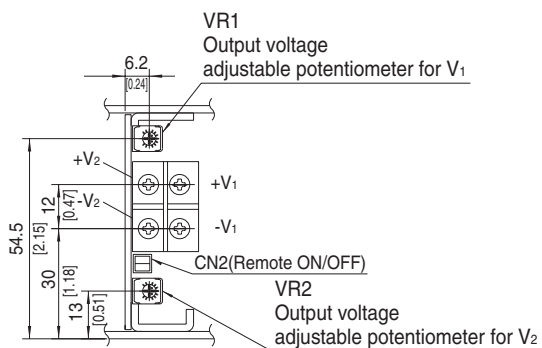 VR1
Output voltage
adjustable potentiometer for V1
6.2
[0.24]
+V2
+V1
-V2
-V1
12
[0.47]
54.5
[2.15]
30
[1.18]
13
[0.51]
CN2(Remote ON/OFF)
VR2
Output voltage
adjustable potentiometer for V2